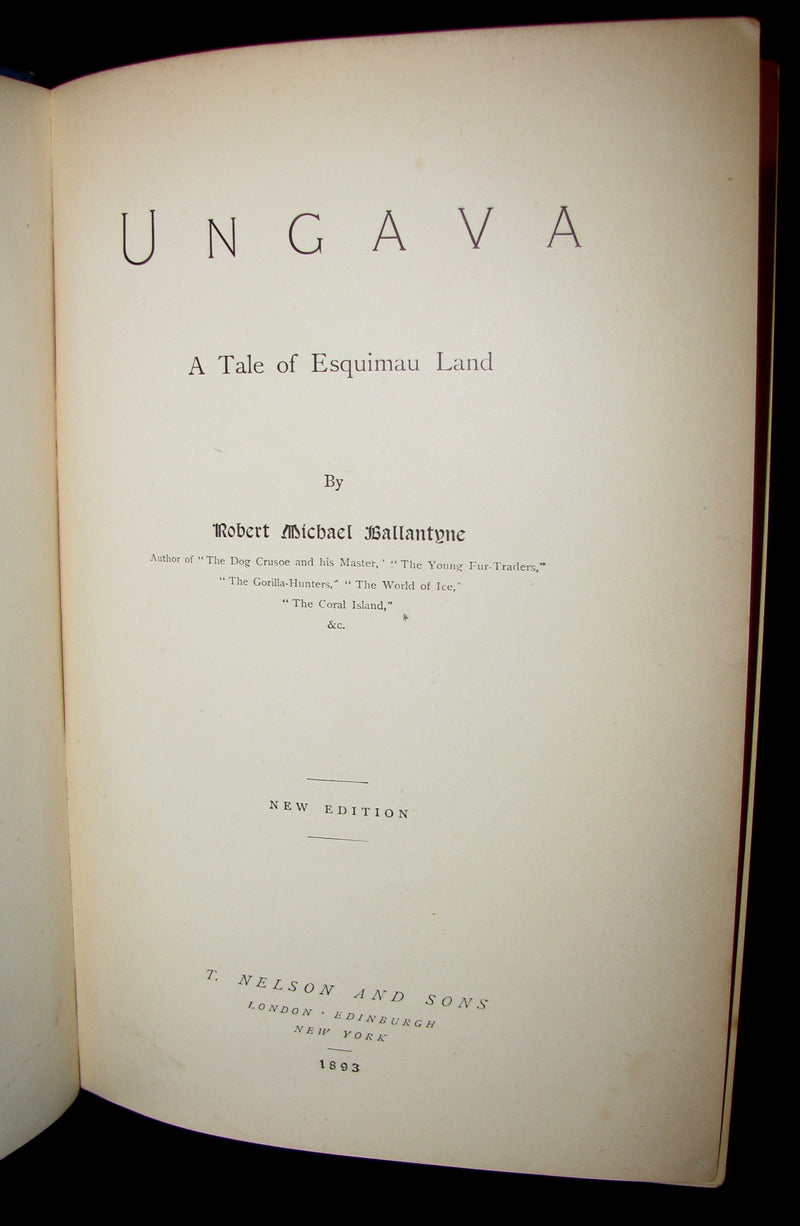 UNGAVA
A Tale of Esquimau Land
By
Robert Michael Ballantyne
Author of "The Dog Crusoe and his Master,' "The Young Fur-Traders,"
"The Gorilla-Hunters," "The World of Ice,"
"The Coral Island,"
&c.
NEW EDITION
T. NELSON AND SONS
LONDON · EDINBURGH
NEW YORK
1893